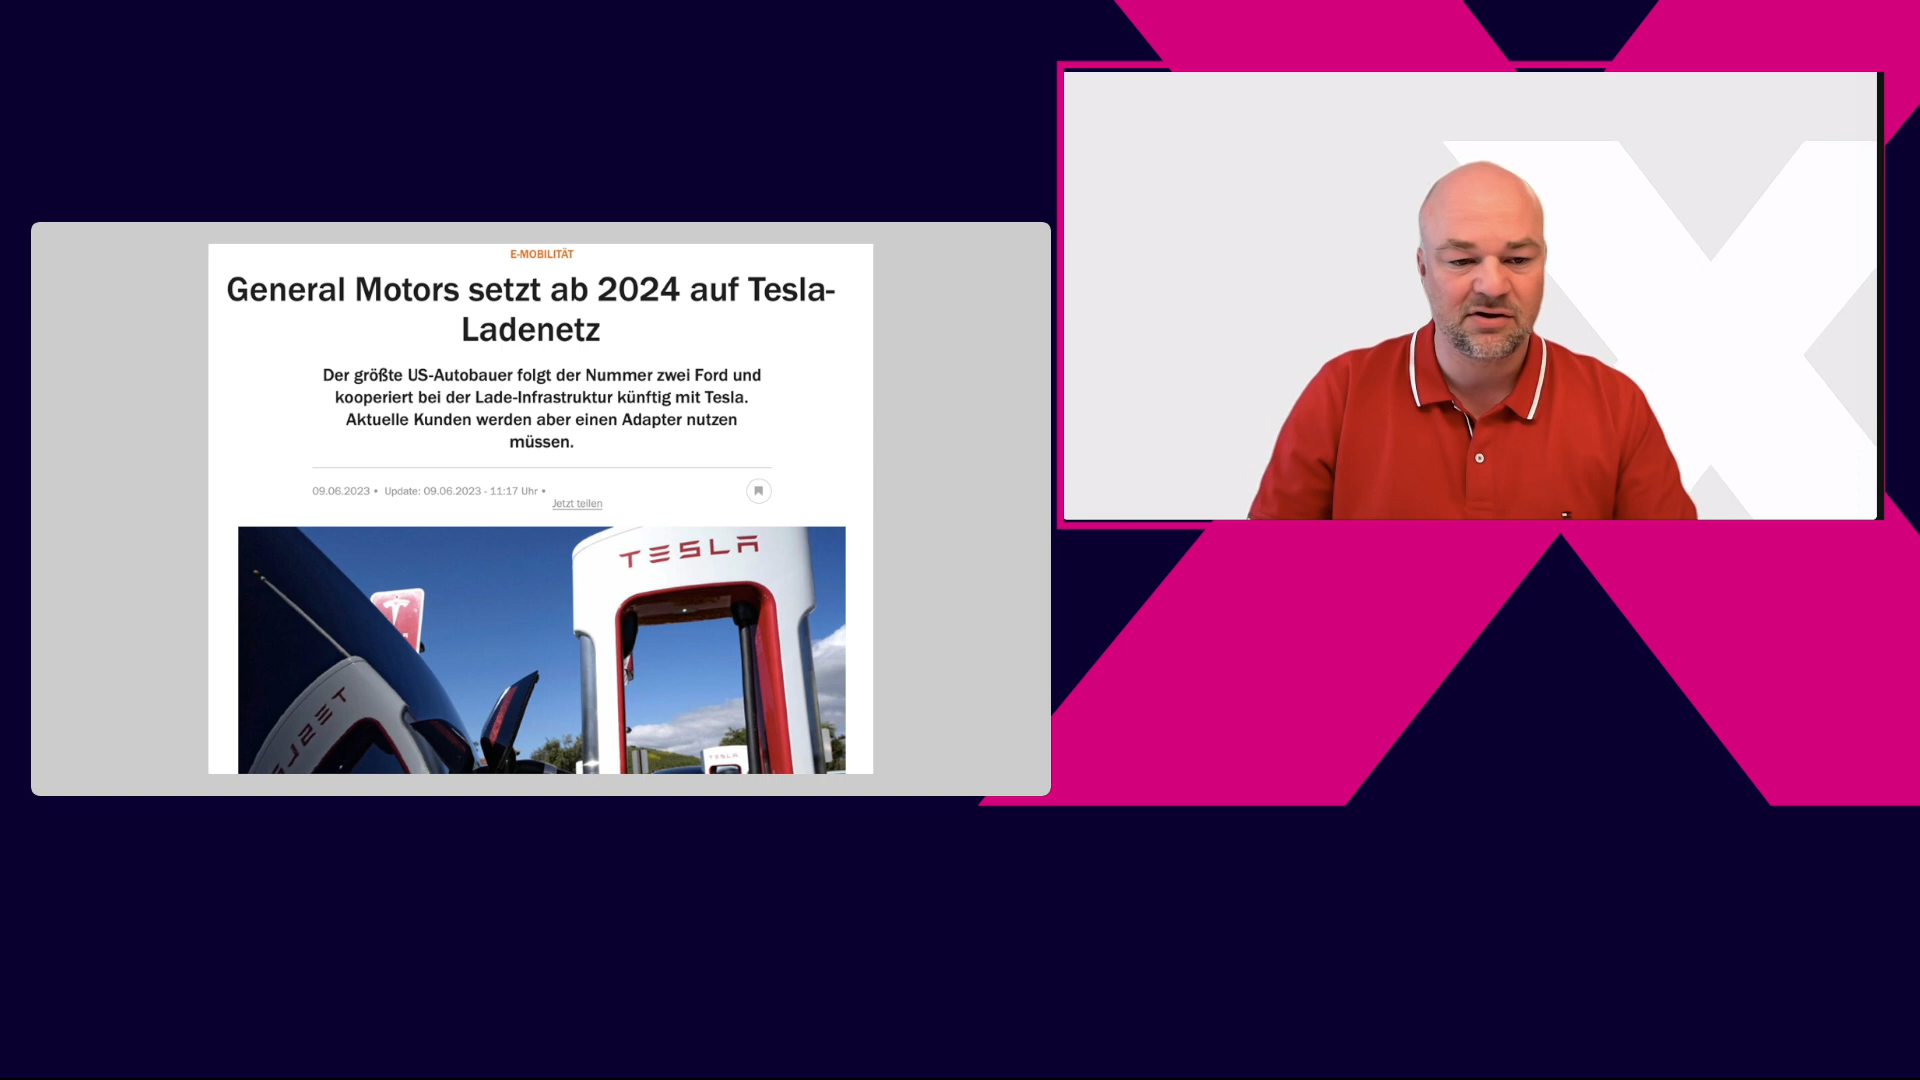 E-MOBILITÄT
General Motors setzt ab 2024 auf Tesla-
Ladenetz
Der größte US-Autobauer folgt der Nummer zwei Ford und
kooperiert bei der Lade-Infrastruktur künftig mit Tesla.
Aktuelle Kunden werden aber einen Adapter nutzen
müssen.
09.06.2023 • Update: 09.06.2023 - 11:17 Uhr •
Jetzt teilen
TESLA
TESLA
TESLA